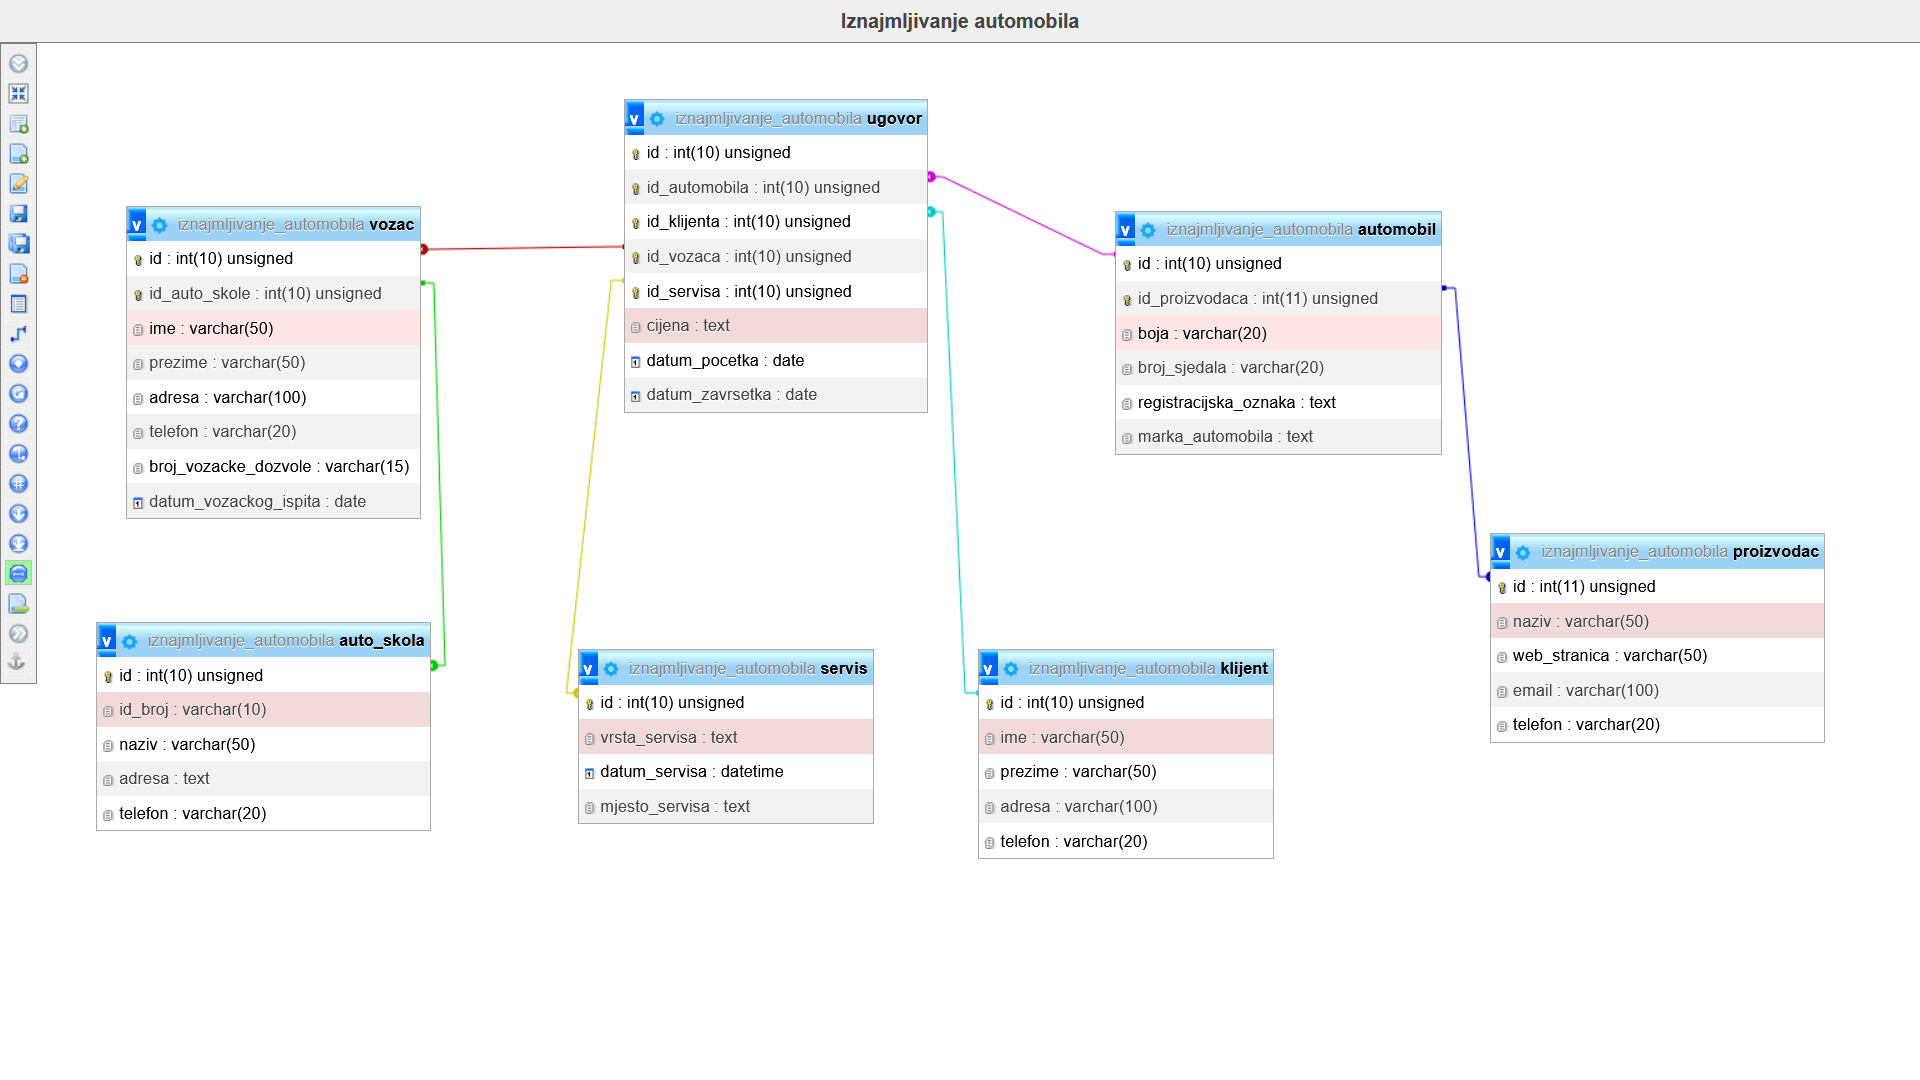 Iznajmljivanje automobila
iznajmljivanje_automobila ugovor
id : int(10) unsigned
id_automobila : int(10) unsigned
id_klijenta : int(10) unsigned
id_vozaca : int(10) unsigned
id_servisa : int(10) unsigned
cijena : text
datum_pocetka : date
datum_zavrsetka : date
iznajmljivanje_automobila vozac
id : int(10) unsigned
id_auto_skole : int(10) unsigned
ime : varchar(50)
prezime : varchar(50)
adresa : varchar(100)
telefon : varchar(20)
broj_vozacke_dozvole : varchar(15)
datum_vozackog_ispita : date
iznajmljivanje_automobila automobil
id : int(10) unsigned
id_proizvodaca : int(11) unsigned
boja : varchar(20)
broj_sjedala : varchar(20)
registracijska_oznaka : text
marka_automobila : text
iznajmljivanje_automobila proizvodac
id : int(11) unsigned
naziv : varchar(50)
web_stranica : varchar(50)
email : varchar(100)
telefon : varchar(20)
iznajmljivanje_automobila auto_skola
id : int(10) unsigned
id_broj : varchar(10)
naziv : varchar(50)
adresa : text
telefon : varchar(20)
iznajmljivanje_automobila servis
id : int(10) unsigned
vrsta_servisa : text
datum_servisa : datetime
mjesto_servisa : text
iznajmljivanje_automobila klijent
id : int(10) unsigned
ime : varchar(50)
prezime : varchar(50)
adresa : varchar(100)
telefon : varchar(20)